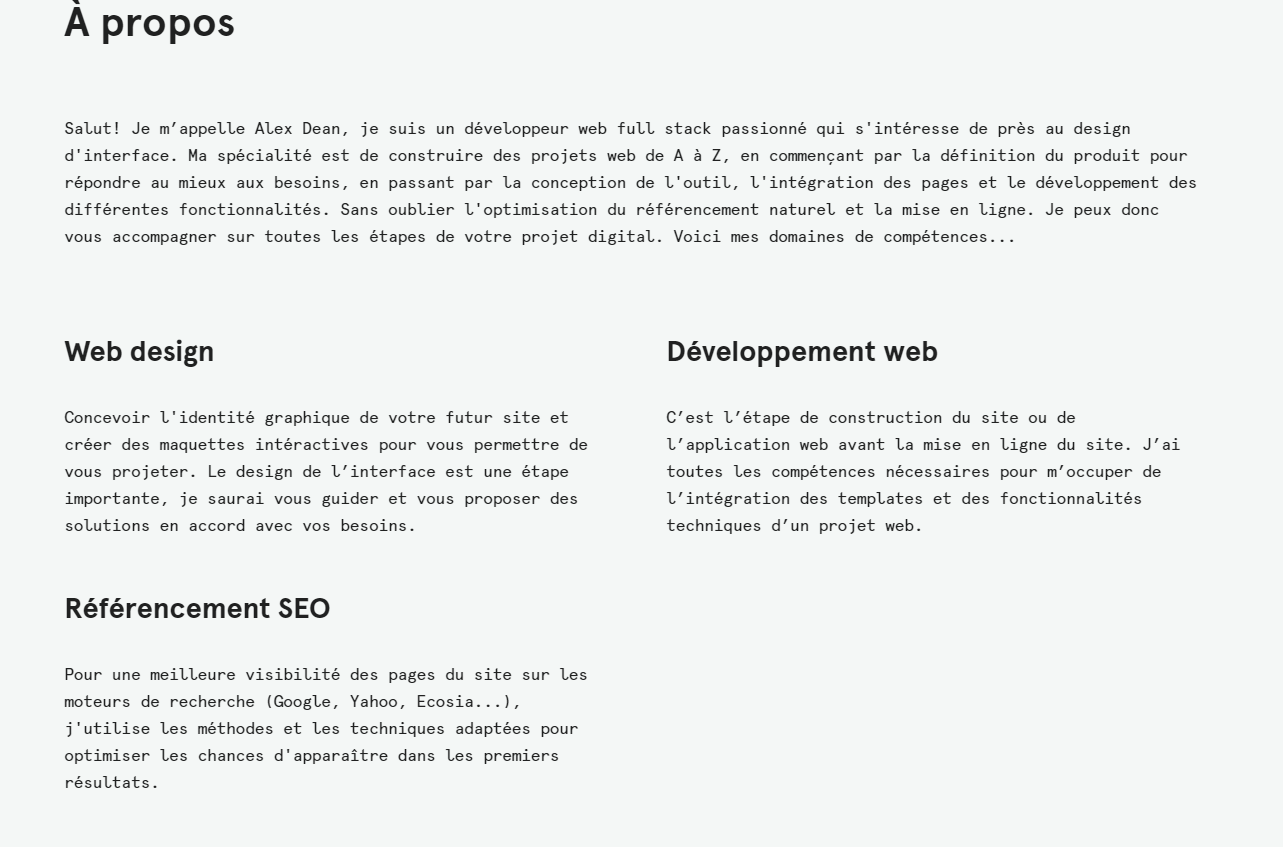 À propos
Salut! Je m’appelle Alex Dean, je suis un développeur web full stack passionné qui s'intéresse de près au design
d'interface. Ma spécialité est de construire des projets web de A à Z, en commençant par la définition du produit pour
répondre au mieux aux besoins, en passant par la conception de l'outil, l'intégration des pages et le développement des
différentes fonctionnalités. Sans oublier l'optimisation du référencement naturel et la mise en ligne. Je peux donc
vous accompagner sur toutes les étapes de votre projet digital. Voici mes domaines de compétences...
Web design
Concevoir l'identité graphique de votre futur site et
créer des maquettes intéractives pour vous permettre de
vous projeter. Le design de l’interface est une étape
importante, je saurai vous guider et vous proposer des
solutions en accord avec vos besoins.
Développement web
C’est l’étape de construction du site ou de
l’application web avant la mise en ligne du site. J’ai
toutes les compétences nécessaires pour m’occuper de
l’intégration des templates et des fonctionnalités
techniques d’un projet web.
Référencement SEO
Pour une meilleure visibilité des pages du site sur les
moteurs de recherche (Google, Yahoo, Ecosia...),
j'utilise les méthodes et les techniques adaptées pour
optimiser les chances d'apparaître dans les premiers
résultats.